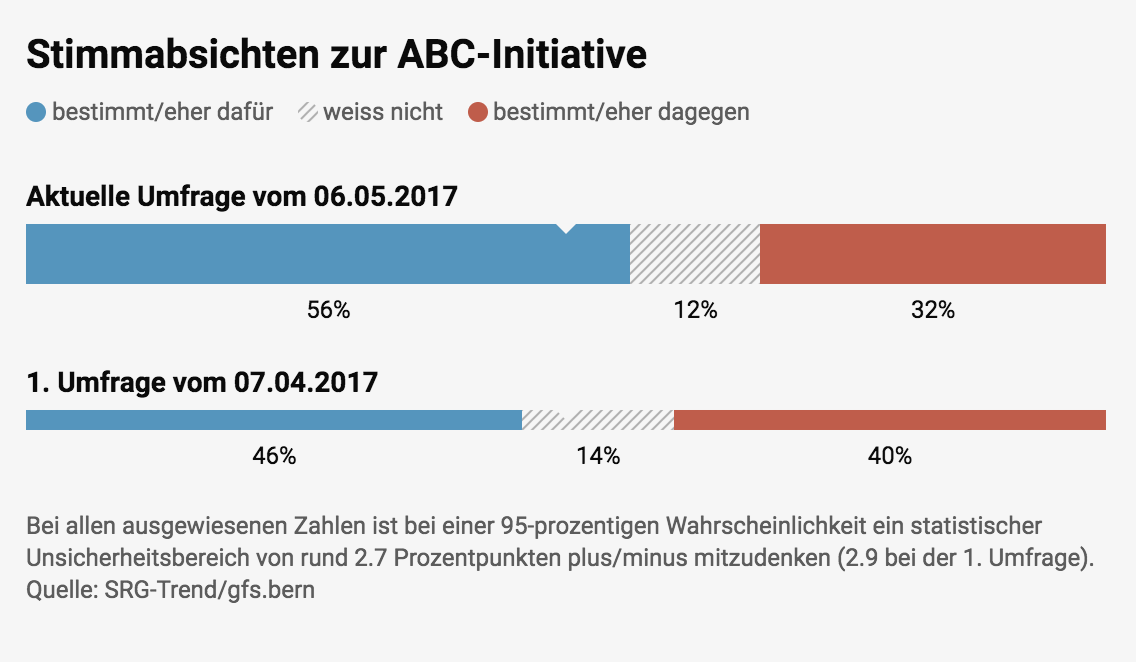 Stimmabsichten zur ABC-Initiative
bestimmt/eher dafür weiss nicht bestimmt/eher dagegen
Aktuelle Umfrage vom 06.05.2017
56% 12% 32%
1. Umfrage vom 07.04.2017
46% 14% 40%
Bei allen ausgewiesenen Zahlen ist bei einer 95-prozentigen Wahrscheinlichkeit ein statistischer
Unsicherheitsbereich von rund 2.7 Prozentpunkten plus/minus mitzudenken (2.9 bei der 1. Umfrage).
Quelle: SRG-Trend/gfs.bern